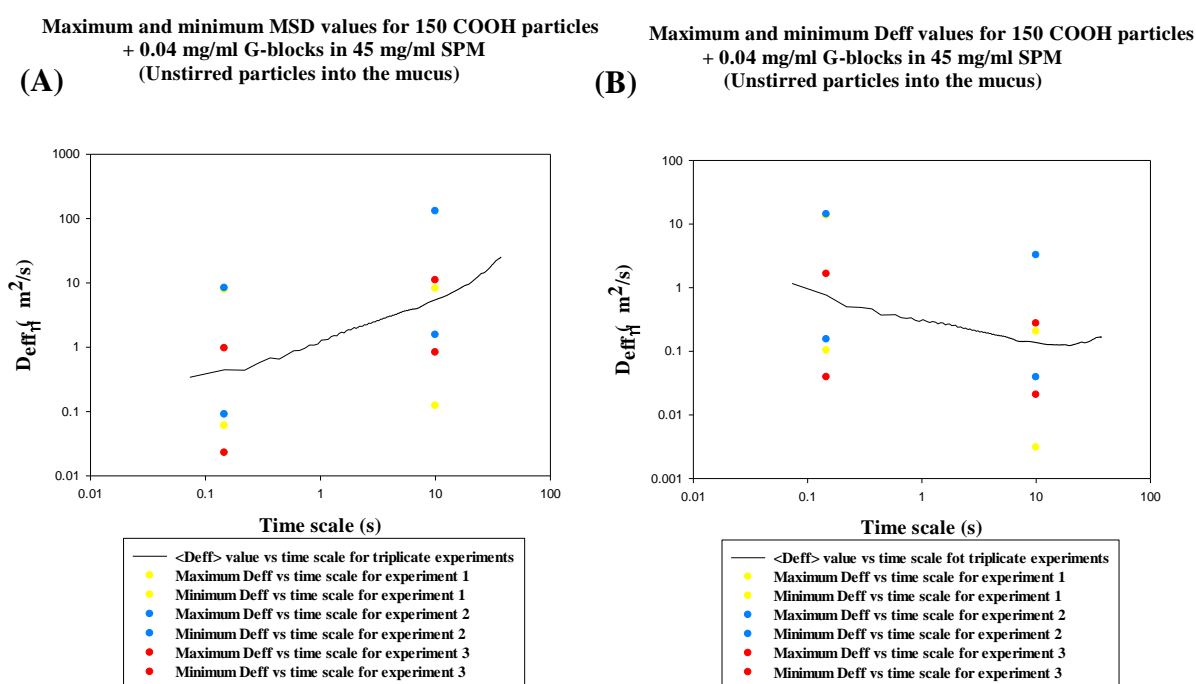 Maximum and minimum MSD values for 150 COOH particles
+ 0.04 mg/ml G-blocks in 45 mg/ml SPM
(Unstirred particles into the mucus)
(A)
1000
100
10
1
0.1
0.01
0.01
0.1
1
10
100
Deff ( m²/s)
Time scale (s)
<Deff> value vs time scale for triplicate experiments
Maximum Deff vs time scale for experiment 1
Minimum Deff vs time scale for experiment 1
Maximum Deff vs time scale for experiment 2
Minimum Deff vs time scale for experiment 2
Maximum Deff vs time scale for experiment 3
Minimum Deff vs time scale for experiment 3
Maximum and minimum Deff values for 150 COOH particles
+ 0.04 mg/ml G-blocks in 45 mg/ml SPM
(Unstirred particles into the mucus)
(B)
100
10
1
0.1
0.01
0.001
0.01
0.1
1
10
100
Deff ( m²/s)
Time scale (s)
<Deff> value vs time scale fot triplicate experiments
Maximum Deff vs time scale for experiment 1
Minimum Deff vs time scale for experiment 1
Maximum Deff vs time scale for experiment 2
Minimum Deff vs time scale for experiment 2
Maximum Deff vs time scale for experiment 3
Minimum Deff vs time scale for experiment 3